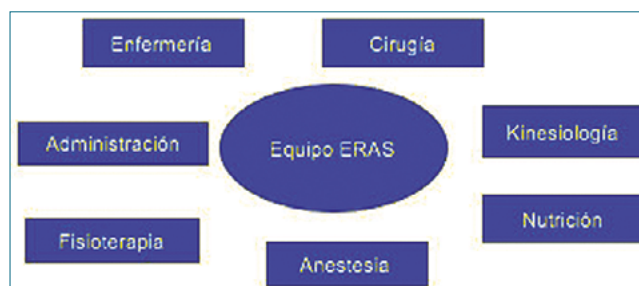 Enfermería
Cirugía
Administración
Equipo ERAS
Kinesiología
Fisioterapia
Nutrición
Anestesia